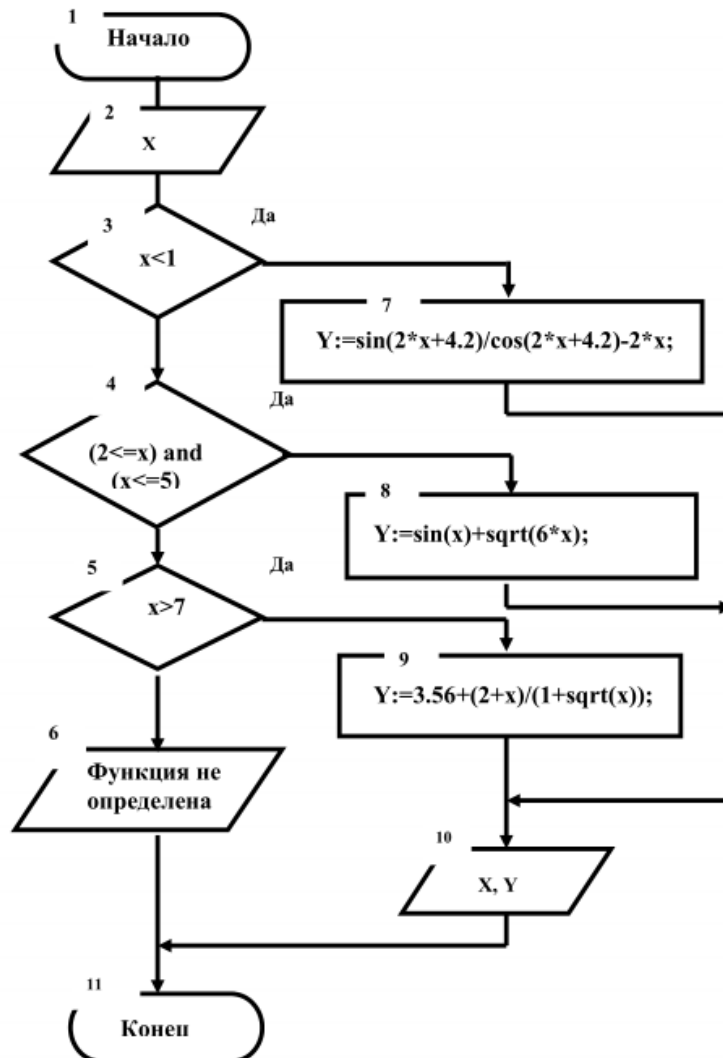 1
Начало
2
X
3
Да
x<1
7
Y:=sin(2*x+4.2)/cos(2*x+4.2)-2*x;
4
Да
(2<=x) and
(x<=5)
8
Y:=sin(x)+sqrt(6*x);
5
Да
x>7
9
Y:=3.56+(2+x)/(1+sqrt(x));
6
Функция не
определена
10
X, Y
11
Конец